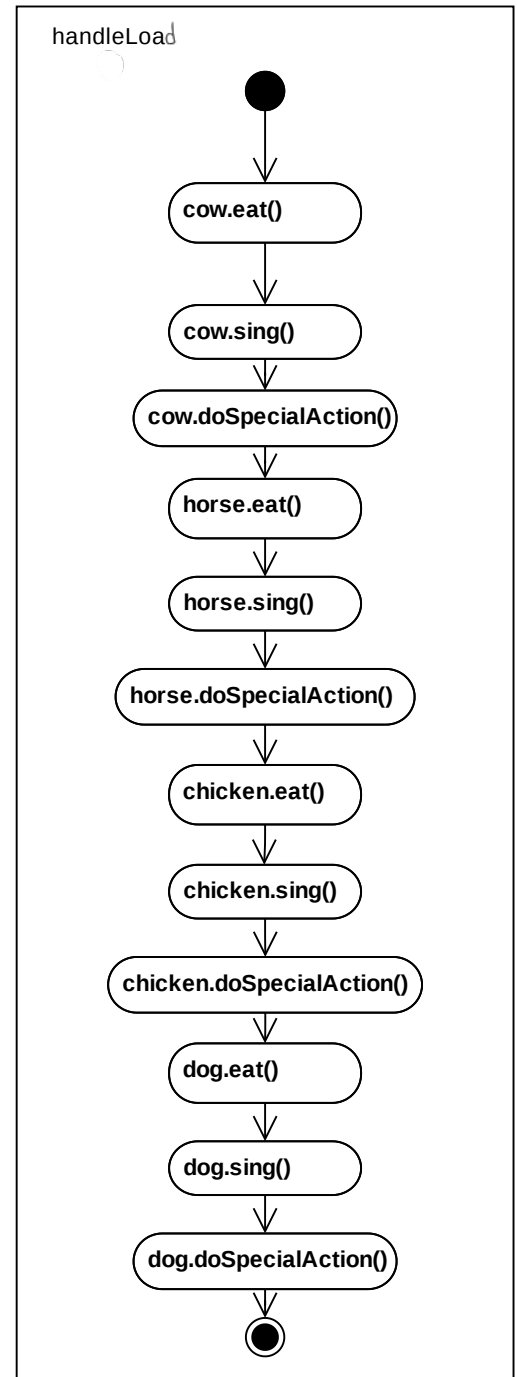 handleLoad
cow.eat()
cow.sing()
cow.doSpecialAction()
horse.eat()
horse.sing()
horse.doSpecialAction()
chicken.eat()
chicken.sing()
chicken.doSpecialAction()
dog.eat()
dog.sing()
dog.doSpecialAction()